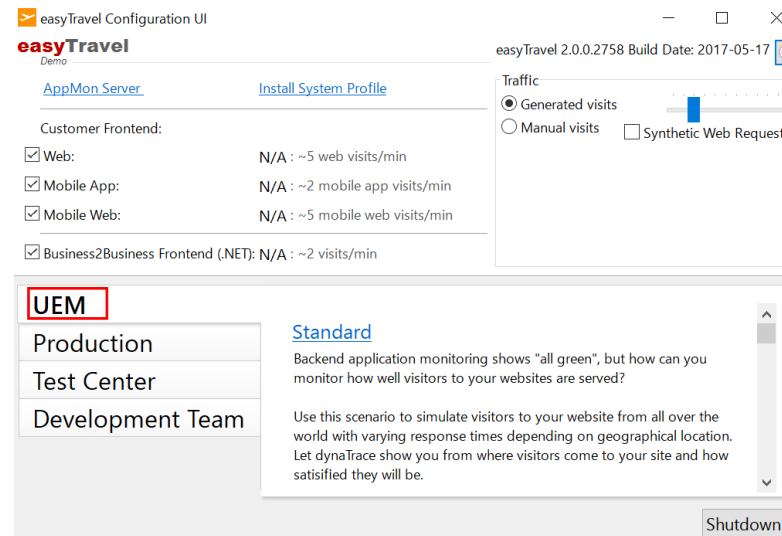 easyTravel Configuration UI
easyTravel
Demo
easyTravel 2.0.0.2758 Build Date: 2017-05-17
AppMon Server
Install System Profile
Traffic
Generated visits
Manual visits
Synthetic Web Request
Customer Frontend:
Web:
N/A : ~5 web visits/min
Mobile App:
N/A : ~2 mobile app visits/min
Mobile Web:
N/A : ~5 mobile web visits/min
Business2Business Frontend (.NET): N/A : ~2 visits/min
UEM
Production
Test Center
Development Team
Standard
Backend application monitoring shows "all green", but how can you
monitor how well visitors to your websites are served?
Use this scenario to simulate visitors to your website from all over the
world with varying response times depending on geographical location.
Let dynaTrace show you from where visitors come to your site and how
satisified they will be.
Shutdown